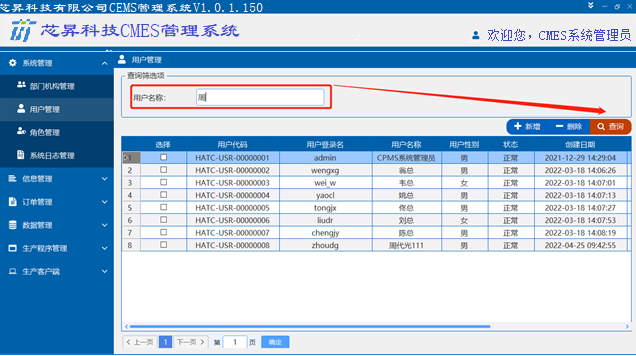 芯昇科技有限公司CEMS管理系统V1.0.1.150
芯昇科技CMES管理系统
欢迎您，CMES系统管理员
系统管理
部门机构管理
用户管理
角色管理
系统日志管理
信息管理
订单管理
数据管理
生产程序管理
生产客户端
用户管理
查询筛选项
用户名称：
周
新增 删除 查询
选择 用户代码 用户登录名 用户名称 用户性别 状态 创建日期
1 HATC-USR-00000001 admin CPMS系统管理员 男 正常 2021-12-29 14:29:04
2 HATC-USR-00000002 wengxg 翁总 男 正常 2022-03-18 14:06:26
3 HATC-USR-00000003 wei_w 韦总 女 正常 2022-03-18 14:07:01
4 HATC-USR-00000004 yaocl 姚总 男 正常 2022-03-18 14:07:13
5 HATC-USR-00000005 tongjx 佟总 男 正常 2022-03-18 14:07:27
6 HATC-USR-00000006 liudr 刘总 女 正常 2022-03-18 14:07:53
7 HATC-USR-00000007 chengjy 陈总 男 正常 2022-03-18 14:08:19
8 HATC-USR-00000008 zhoudg 周代光111 男 正常 2022-04-25 09:42:55
上一页 1 下一页 第 1 页 确定